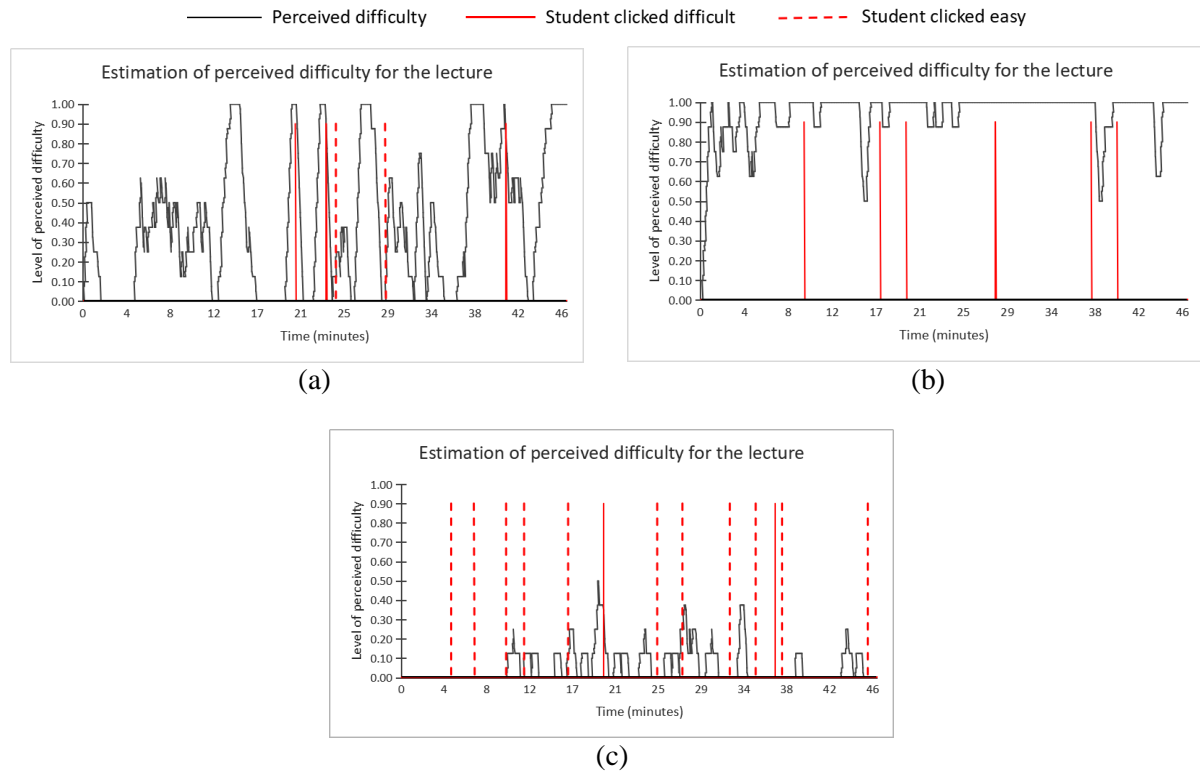 Perceived difficulty Student clicked difficult Student clicked easy
Estimation of perceived difficulty for the lecture
Level of perceived difficulty
1.00
0.90
0.80
0.70
0.60
0.50
0.40
0.30
0.20
0.10
0.00
0 4 8 12 17 21 25 29 34 38 42 46
Time (minutes)
(a)
Estimation of perceived difficulty for the lecture
Level of perceived difficulty
1.00
0.90
0.80
0.70
0.60
0.50
0.40
0.30
0.20
0.10
0.00
0 4 8 12 17 21 25 29 34 38 42 46
Time (minutes)
(b)
Estimation of perceived difficulty for the lecture
Level of perceived difficulty
1.00
0.90
0.80
0.70
0.60
0.50
0.40
0.30
0.20
0.10
0.00
0 4 8 12 17 21 25 29 34 38 42 46
Time (minutes)
(c)